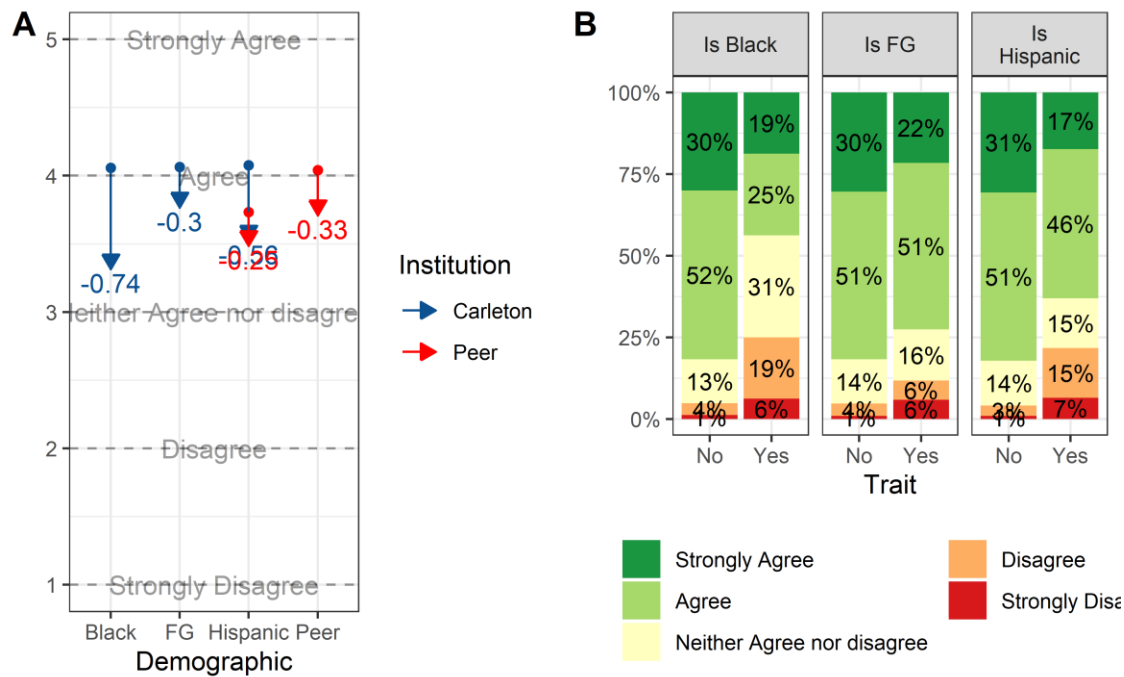 A
5
Strongly Agree
4
Agree
-0.3
-0.33
-0.56
-0.25
-0.74
3
Neither Agree nor disagre
2
Disagree
1
Strongly Disagree
Black FG Hispanic Peer
Demographic
Institution
Carleton
Peer
B
Is Black Is FG Is
Hispanic
100%
75%
50%
25%
0%
30% 19% 30% 22% 31% 17%
52% 25% 51% 51% 51% 46%
13% 31% 14% 16% 14% 15%
4% 19% 4% 6% 3% 15%
1% 6% 1% 6% 1% 7%
No Yes No Yes No Yes
Trait
Strongly Agree
Agree
Neither Agree nor disagree
Disagree
Strongly Disa